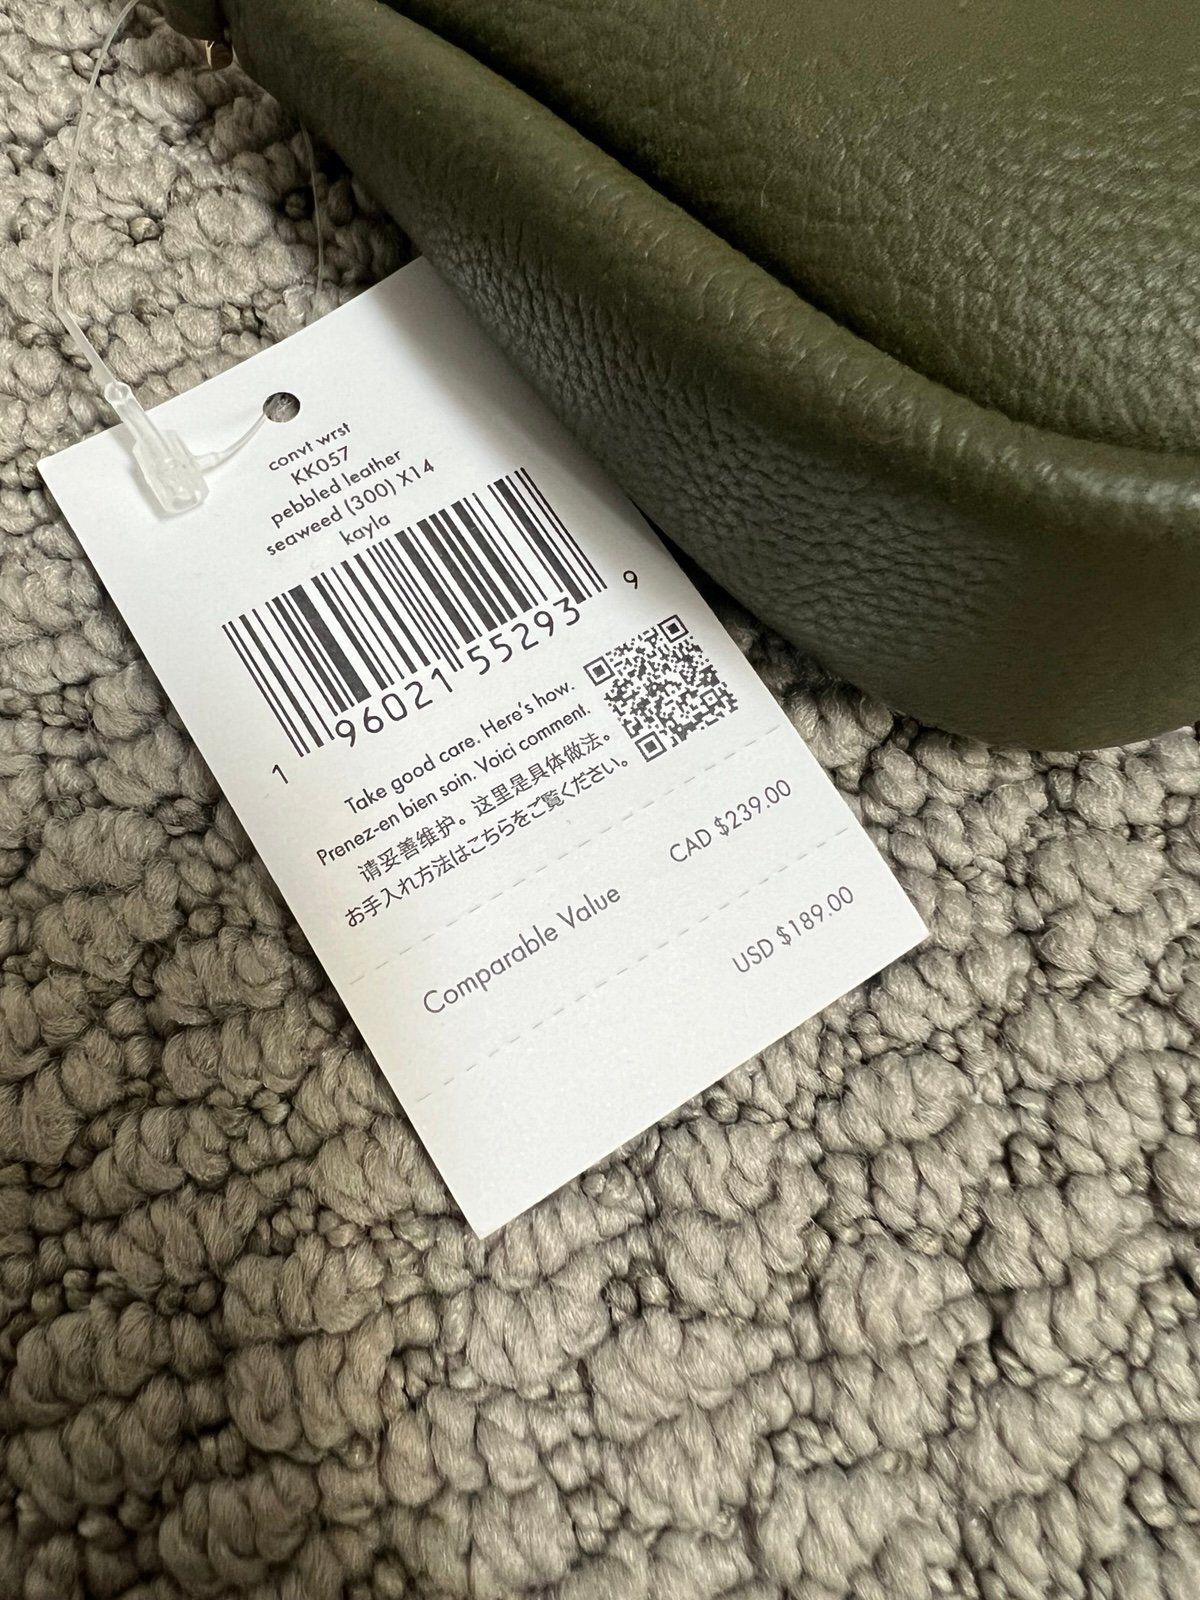 convt wrst
KK057
pebbled leather
seaweed (300) X14
kayla
1 96021 55293 9
Take good care. Here's how.
Prenez-en bien soin. Voici comment.
请妥善维护。这里是具体做法。
お手入れ方法はこちらをご覧ください。
Comparable Value CAD $239.00
USD $189.00